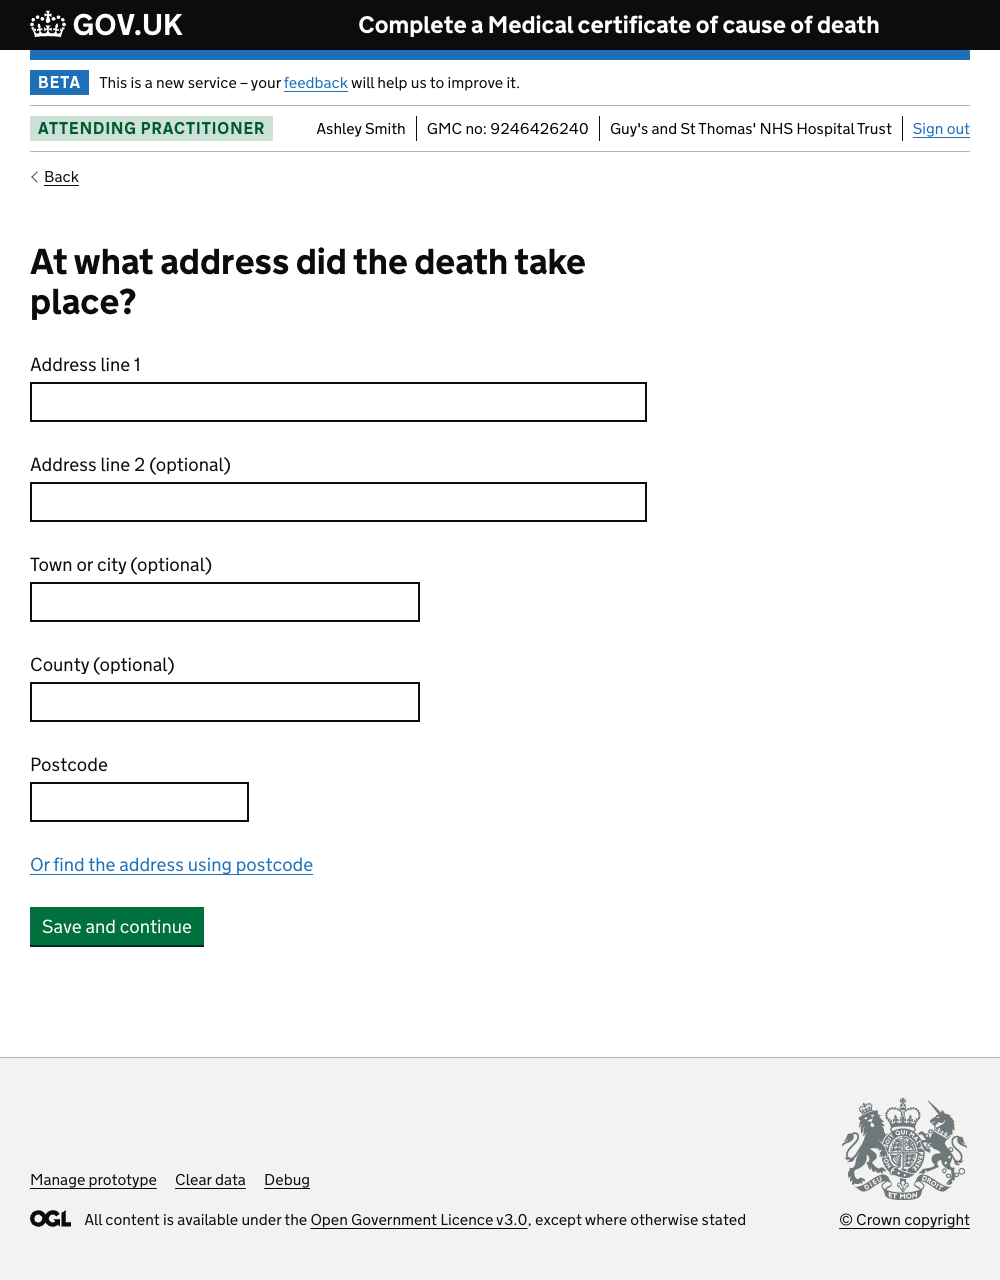 GOV.UK
Complete a Medical certificate of cause of death
BETA This is a new service – your feedback will help us to improve it.
ATTENDING PRACTITIONER Ashley Smith GMC no: 9246426240 Guy's and St Thomas' NHS Hospital Trust Sign out
Back
At what address did the death take
place?
Address line 1
Address line 2 (optional)
Town or city (optional)
County (optional)
Postcode
Or find the address using postcode
Save and continue
Manage prototype Clear data Debug
OGL All content is available under the Open Government Licence v3.0, except where otherwise stated
DIEU ET MON DROIT
© Crown copyright